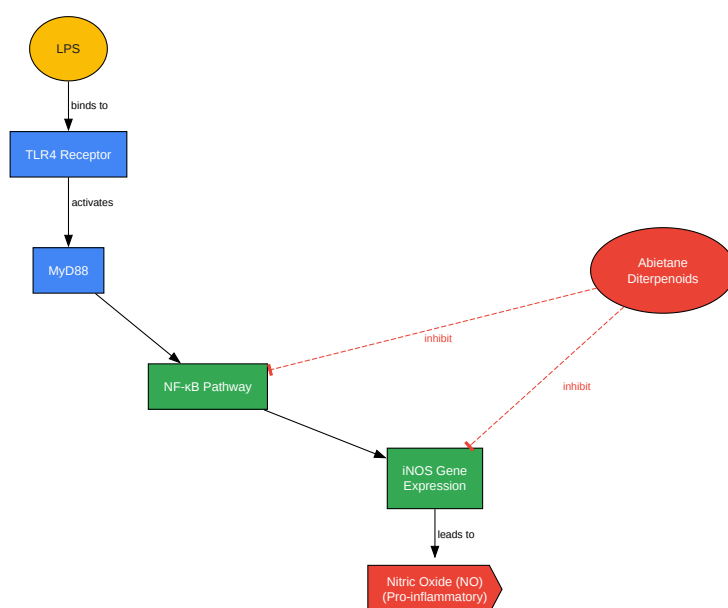 LPS
binds to
TLR4 Receptor
activates
MyD88
Abietane
Diterpenoids
inhibit
inhibit
NF-κB Pathway
iNOS Gene
Expression
leads to
Nitric Oxide (NO)
(Pro-inflammatory)